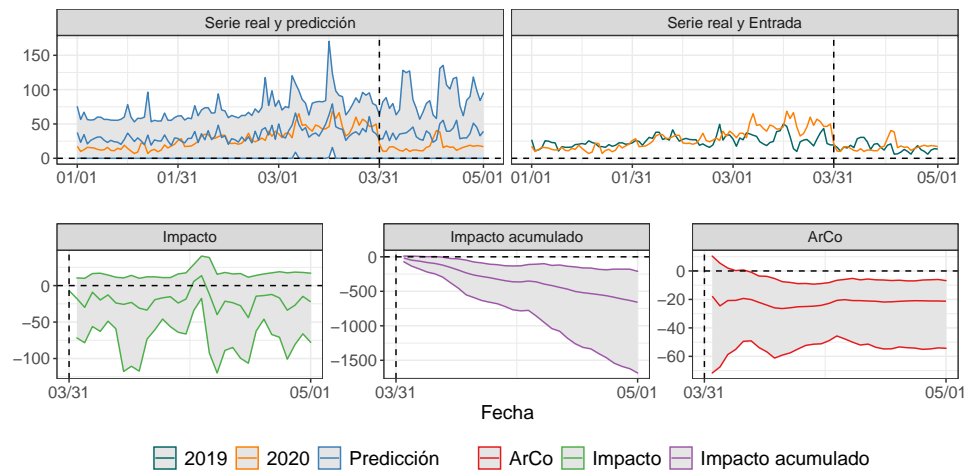 Serie real y predicción
Serie real y Entrada
150
100
50
0
01/01 01/31 03/01 03/31 05/01
01/01 01/31 03/01 03/31 05/01
Impacto
Impacto acumulado
ArCo
0
−50
−100
03/31 05/01
0
−500
−1000
−1500
03/31 05/01
0
−20
−40
−60
03/31 05/01
Fecha
2019 2020 Predicción ArCo Impacto Impacto acumulado